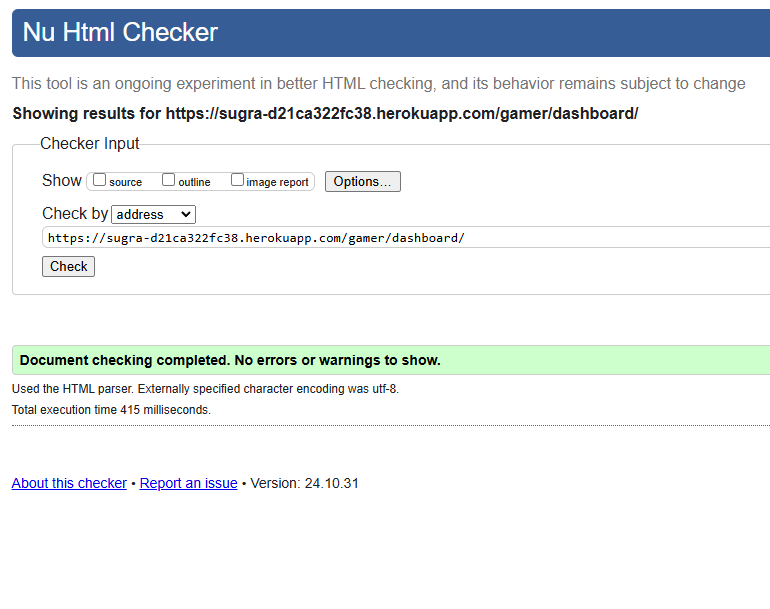 Nu Html Checker
This tool is an ongoing experiment in better HTML checking, and its behavior remains subject to change
Showing results for https://sugra-d21ca322fc38.herokuapp.com/gamer/dashboard/
Checker Input
Show source outline image report Options...
Check by address
https://sugra-d21ca322fc38.herokuapp.com/gamer/dashboard/
Check
Document checking completed. No errors or warnings to show.
Used the HTML parser. Externally specified character encoding was utf-8.
Total execution time 415 milliseconds.
About this checker • Report an issue • Version: 24.10.31